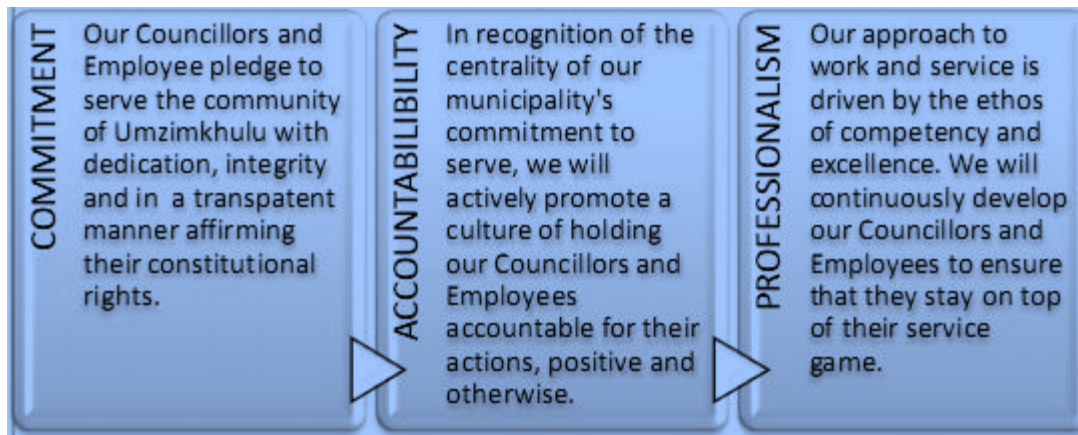 COMMITMENT
Our Councillors and
Employee pledge to
serve the community
of Umzimkhulu with
dedication, integrity
and in  a transpatent
manner affirming
their constitutional
rights.
ACCOUNTABILIBILITY
In recognition of the
centrality of our
municipality's
commitment to
serve, we will
actively promote a
culture of holding
our Councillors and
Employees
accountable for their
actions, positive and
otherwise.
PROFESSIONALISM
Our approach to
work and service is
driven by the ethos
of competency and
excellence. We will
continuously develop
our Councillors and
Employees to ensure
that they stay on top
of their service
game.